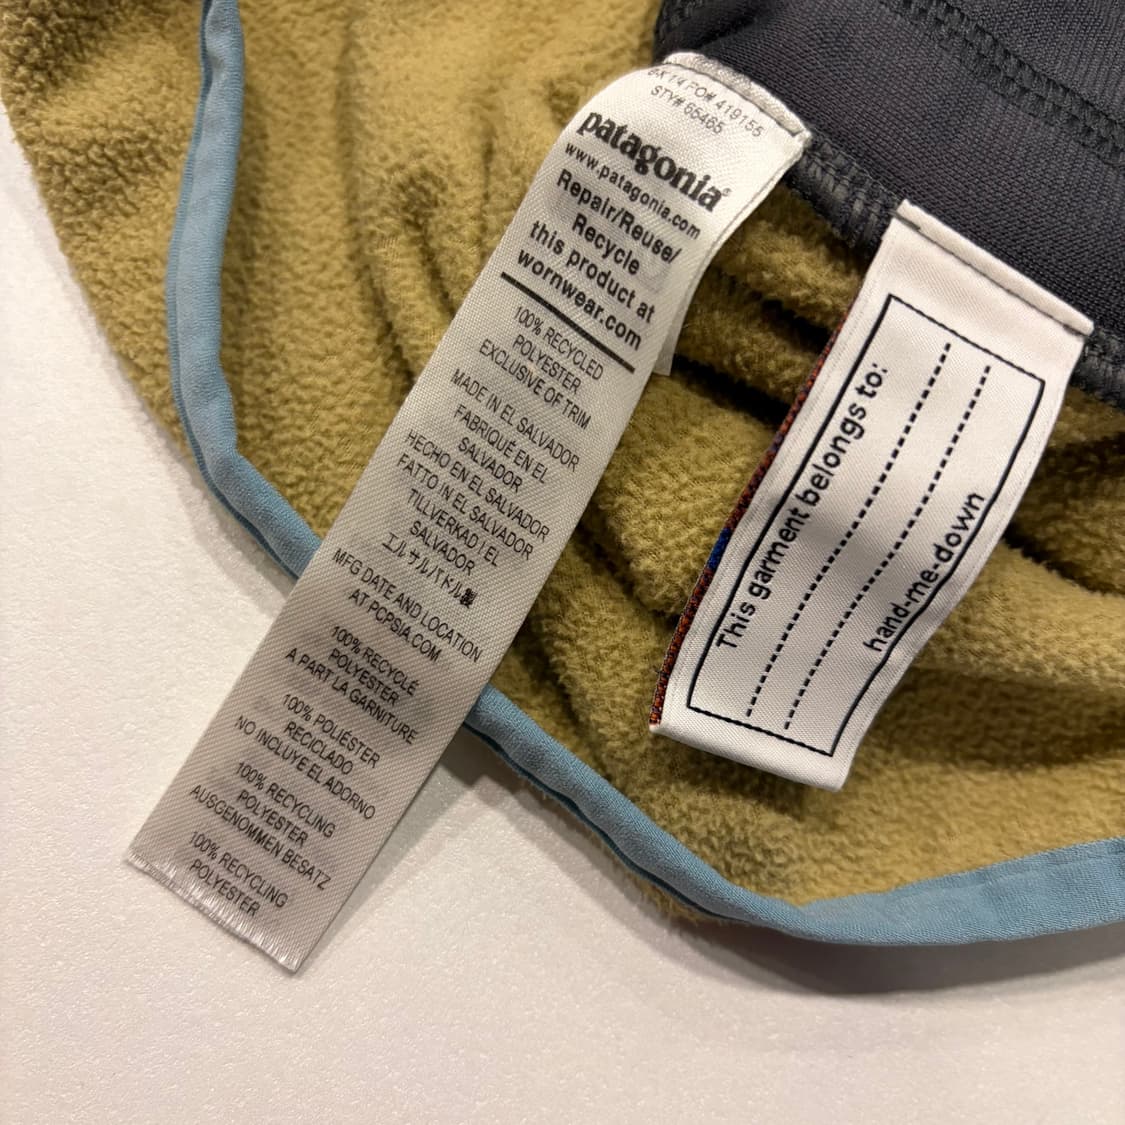 PO# 419155
STY# 65465
patagonia®
www.patagonia.com
Repair/Reuse/
Recycle
this product at
wornwear.com
100% RECYCLED
POLYESTER
EXCLUSIVE OF TRIM
MADE IN EL SALVADOR
FABRIQUÉ EN EL
SALVADOR
HECHO EN EL SALVADOR
FATTO IN EL SALVADOR
TILLVERKAD I EL
SALVADOR
エルサルバドル製
MFG DATE AND LOCATION
AT PCPSIA.COM
100% RECYCLÉ
POLYESTER
A PART LA GARNITURE
100% POLIÉSTER
RECICLADO
NO INCLUYE EL ADORNO
100% RECYCLING
POLYESTER
AUSGENOMMEN BESATZ
100% RECYCLING
POLYESTER
This garment belongs to:
hand-me-down